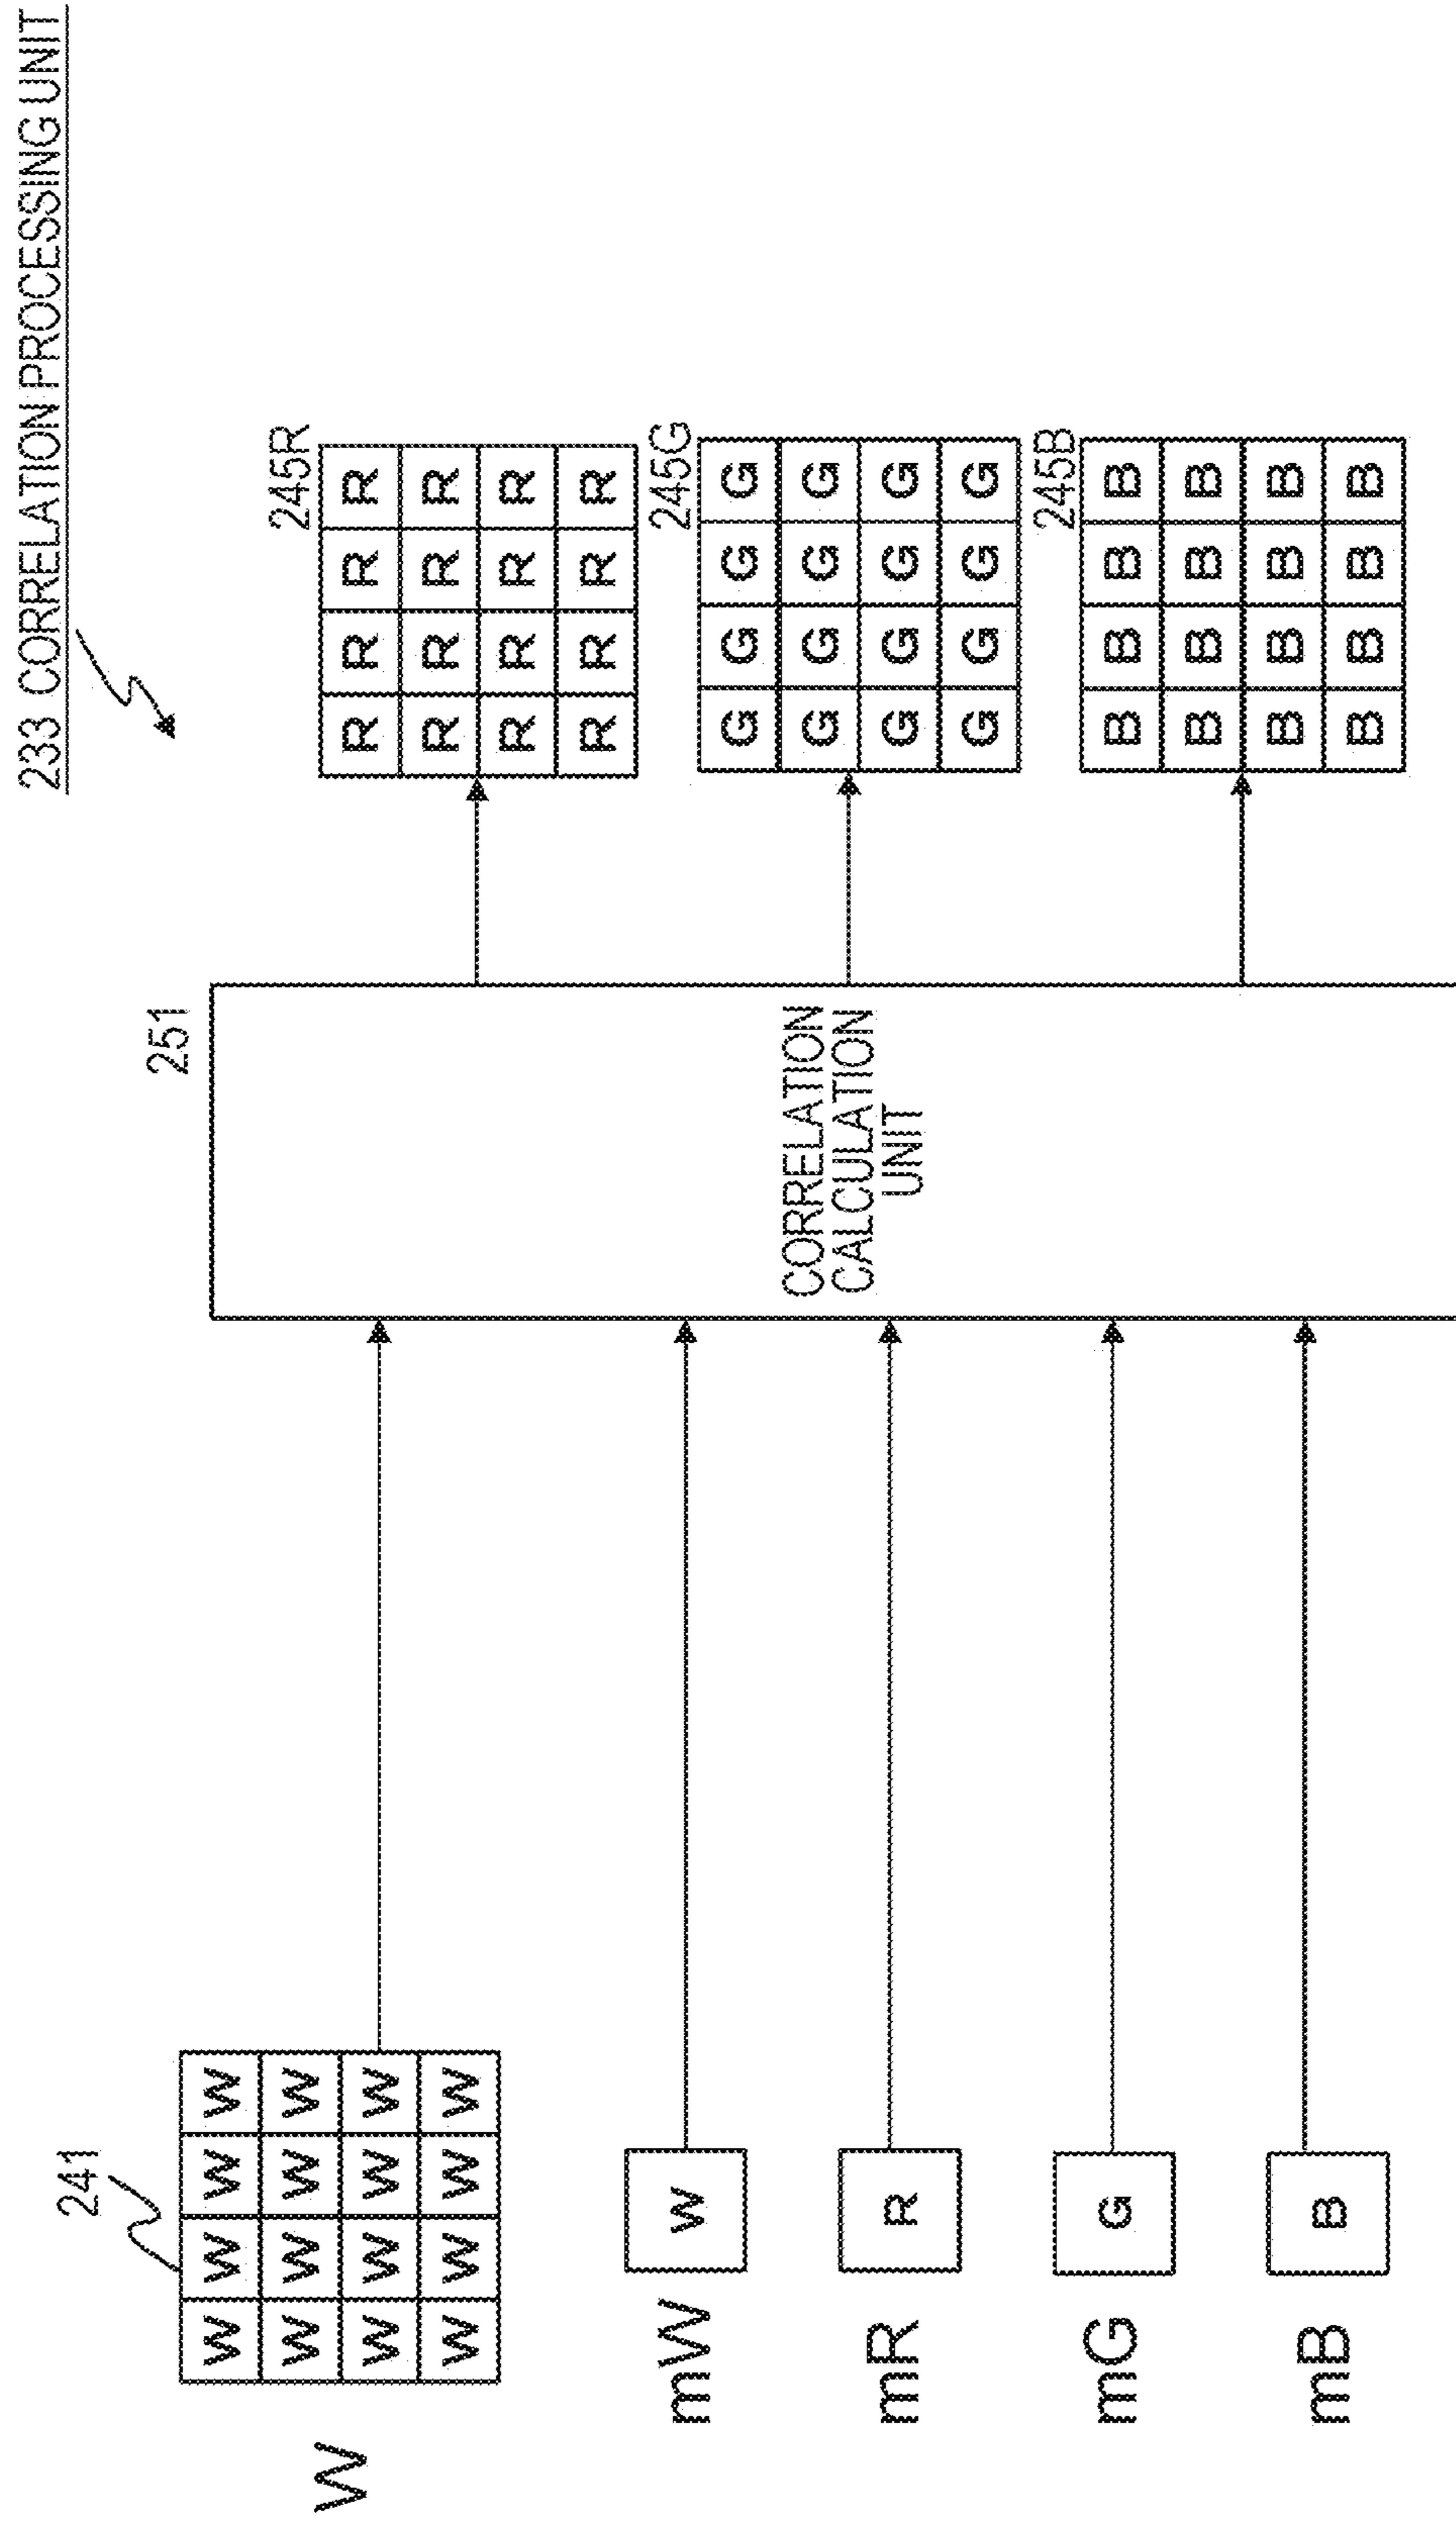 233 CORRELATION PROCESSING UNIT
241
W
W W W W
W W W W
W W W W
W W W W
mW
W
mR
R
mG
G
mB
B
251
CORRELATION
CALCULATION
UNIT
245R
R R R R
R R R R
R R R R
R R R R
245G
G G G G
G G G G
G G G G
G G G G
245B
B B B B
B B B B
B B B B
B B B B